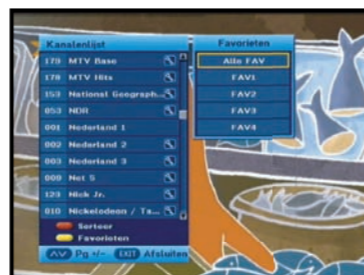 Kanalenlijst
179 MTV Base
178 MTV Hits
153 National Geograph...
053 NDR
001 Nederland 1
002 Nederland 2
003 Nederland 3
009 Net 5
123 Nick Jr.
010 Nickelodeon / Ta...
Sorteer
Favorieten
Pg +/- EXIT Afsluiten
Favorieten
Alle FAV
FAV1
FAV2
FAV3
FAV4